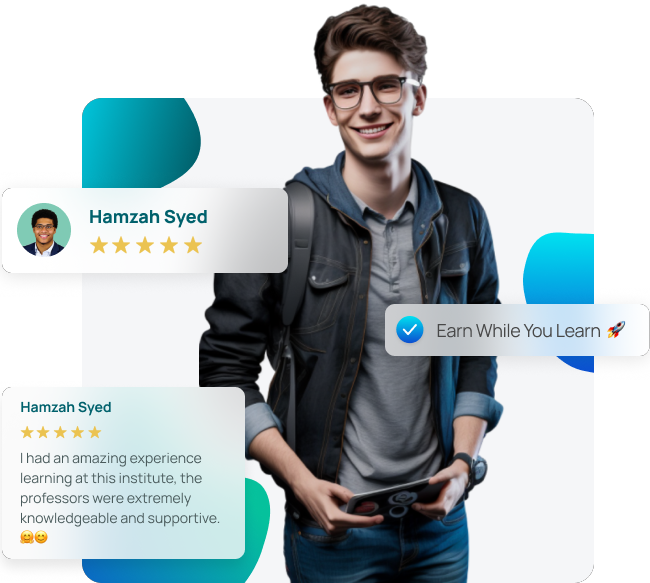 Hamzah Syed
Earn While You Learn 🚀
Hamzah Syed
I had an amazing experience
learning at this institute, the
professors were extremely
knowledgeable and supportive.
🤗😊